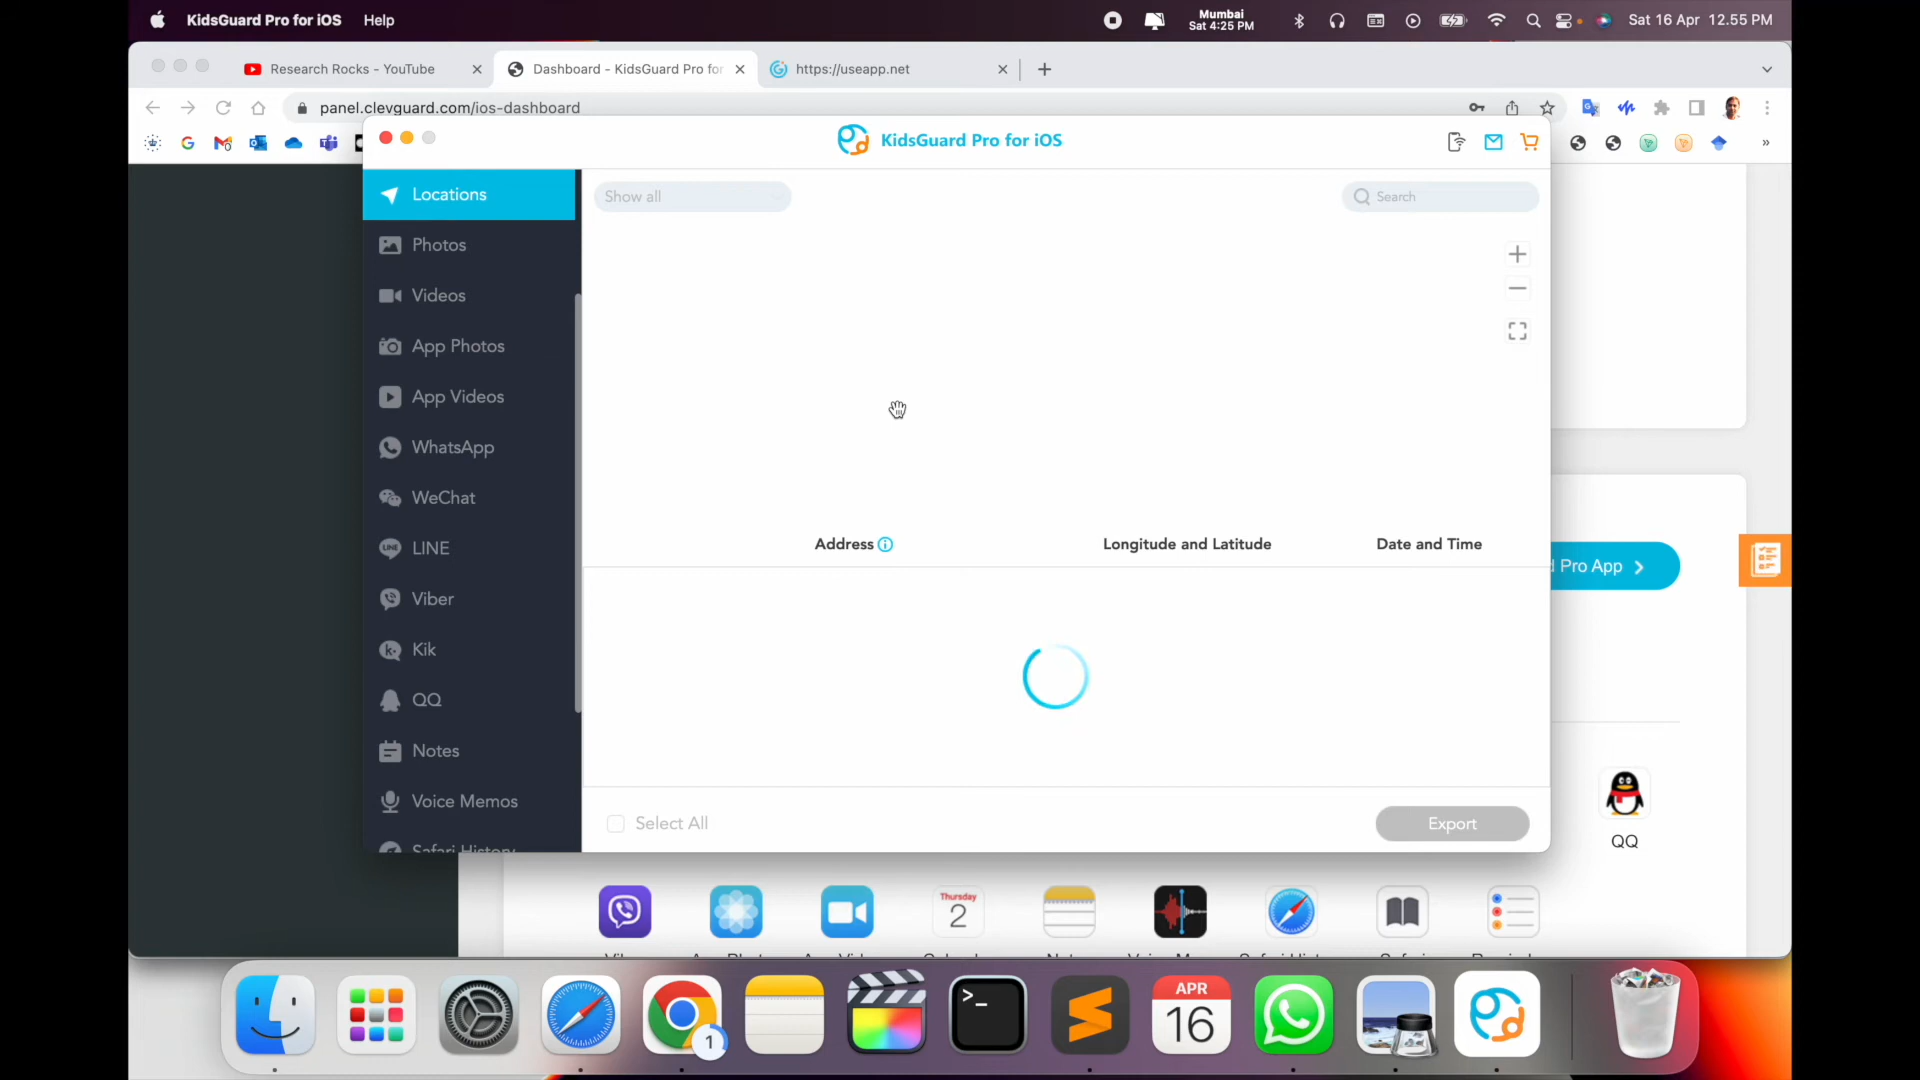 KidsGuard Pro for iOS Help
Mumbai
Sat 4:25 PM
Sat 16 Apr 12.55 PM
Research Rocks - YouTube
Dashboard - KidsGuard Pro for
https://useapp.net
panel.clevguard.com/ios-dashboard
KidsGuard Pro for iOS
Locations
Show all
Search
Photos
Videos
App Photos
App Videos
WhatsApp
WeChat
LINE
Viber
Kik
QQ
Notes
Voice Memos
Safari History
Address
Longitude and Latitude
Date and Time
Pro App
Select All
Export
QQ
Thursday
2
1
APR
16